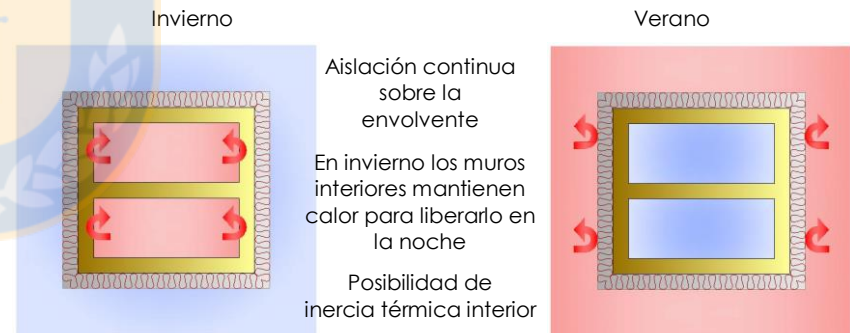 Invierno
Verano
Aislación continua
sobre la
envolvente
En invierno los muros
interiores mantienen
calor para liberarlo en
la noche
Posibilidad de
inercia térmica interior